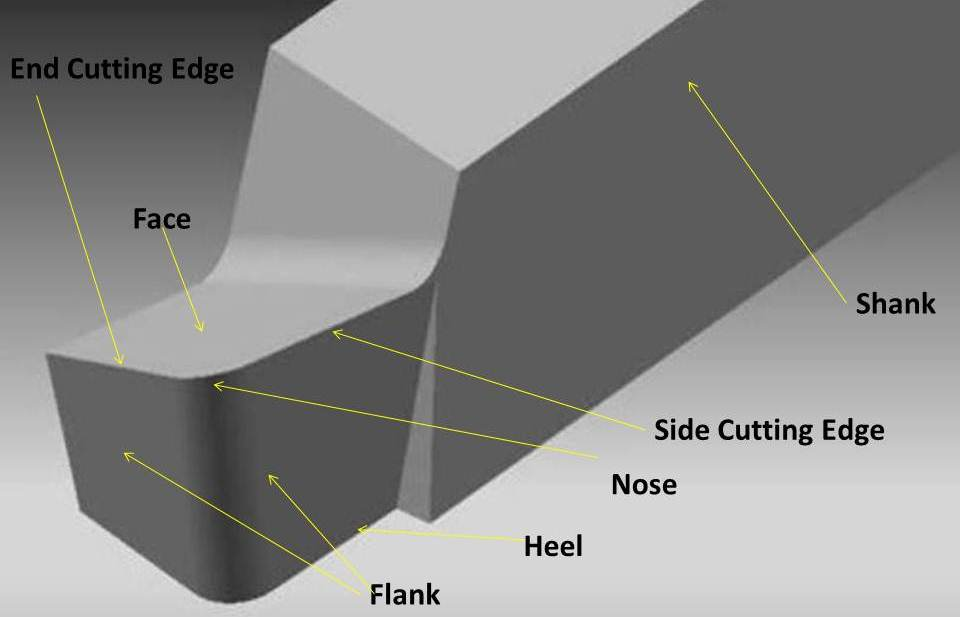 End Cutting Edge
Face
Shank
Side Cutting Edge
Nose
Heel
Flank